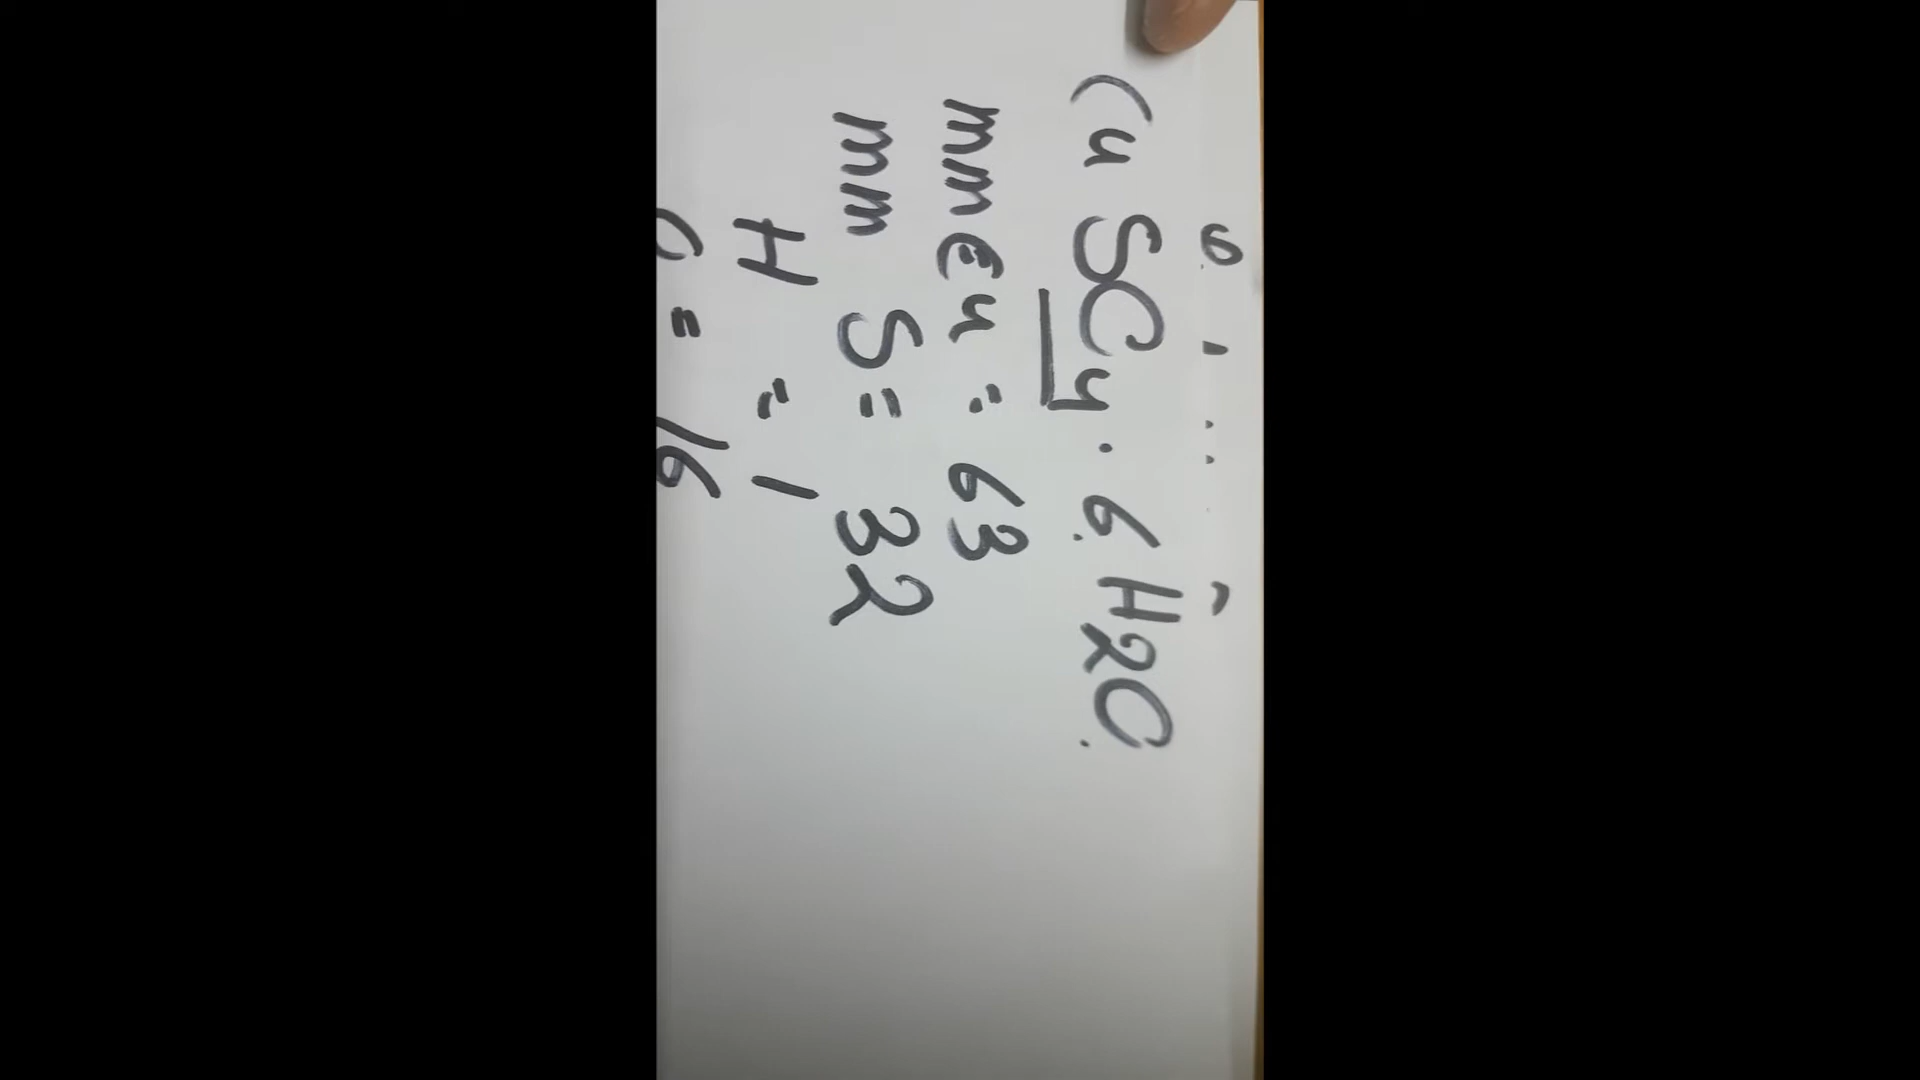 CuSO4.6.H2O.
mmCu = 63
mm S = 32
H = 1
O = 16